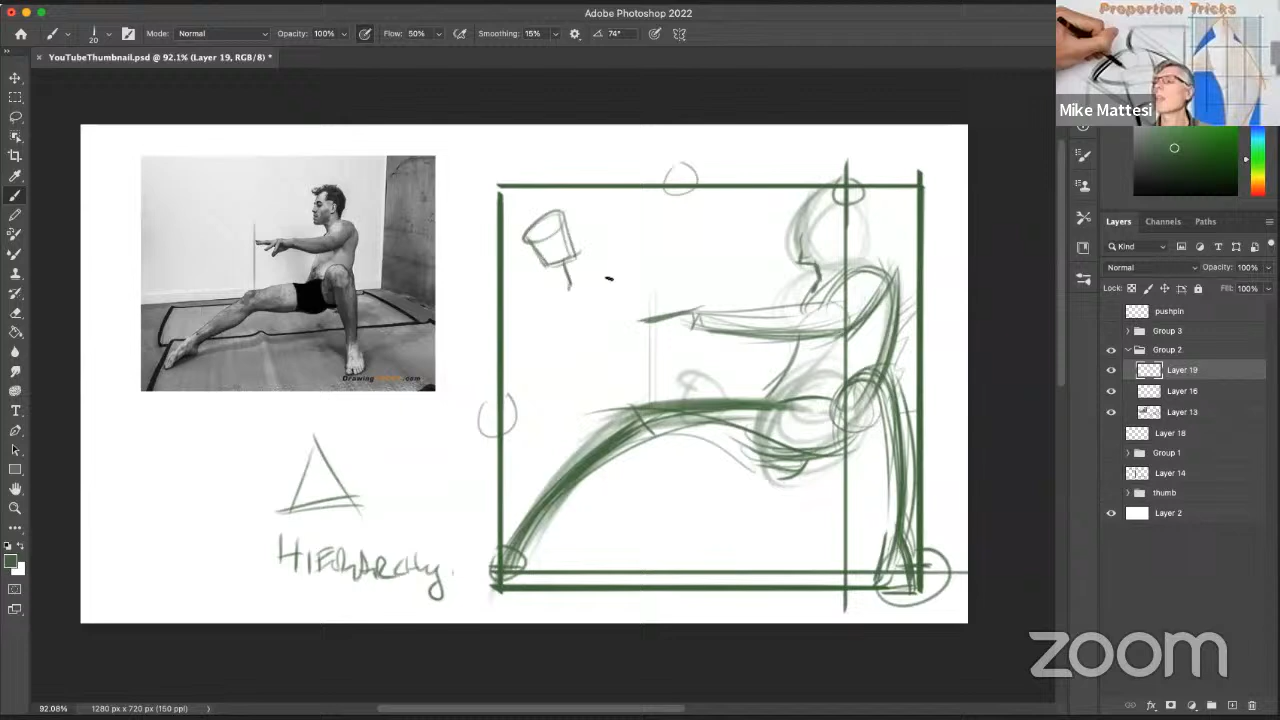 Adobe Photoshop 2022
Proportion Tricks
20 Mode: Normal Opacity: 100% Flow: 50% Smoothing: 15% 74°
× YouTubeThumbnail.psd @ 92.1% (Layer 19, RGB/8) *
Mike Mattesi
Layers Channels Paths
Kind
Normal Opacity: 100%
Lock: Fill: 100%
pushpin
Group 3
Group 2
Layer 19
Layer 16
Layer 13
Layer 18
Group 1
Layer 14
thumb
Layer 2
HIERARCHY.
zoom
92.08% 1280 px x 720 px (150 ppi)